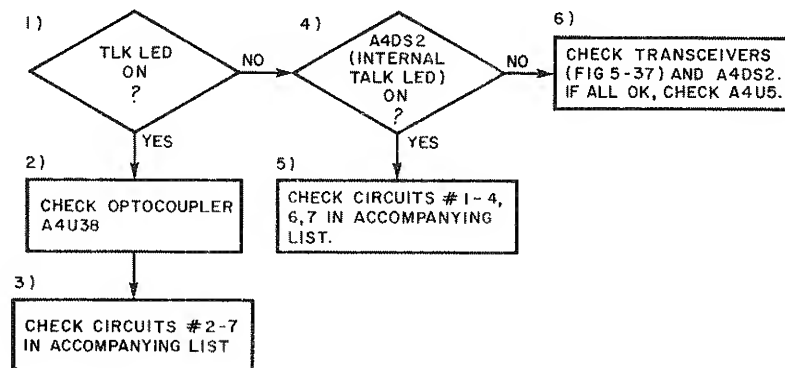 1)
TLK LED
ON
?
NO
YES
2)
CHECK OPTOCOUPLER
A4U38
3)
CHECK CIRCUITS #2-7
IN ACCOMPANYING LIST
4)
A4DS2
(INTERNAL
TALK LED)
ON
?
NO
YES
5)
CHECK CIRCUITS #1-4,
6,7 IN ACCOMPANYING
LIST.
6)
CHECK TRANSCEIVERS
(FIG 5-37) AND A4DS2.
IF ALL OK, CHECK A4U5.